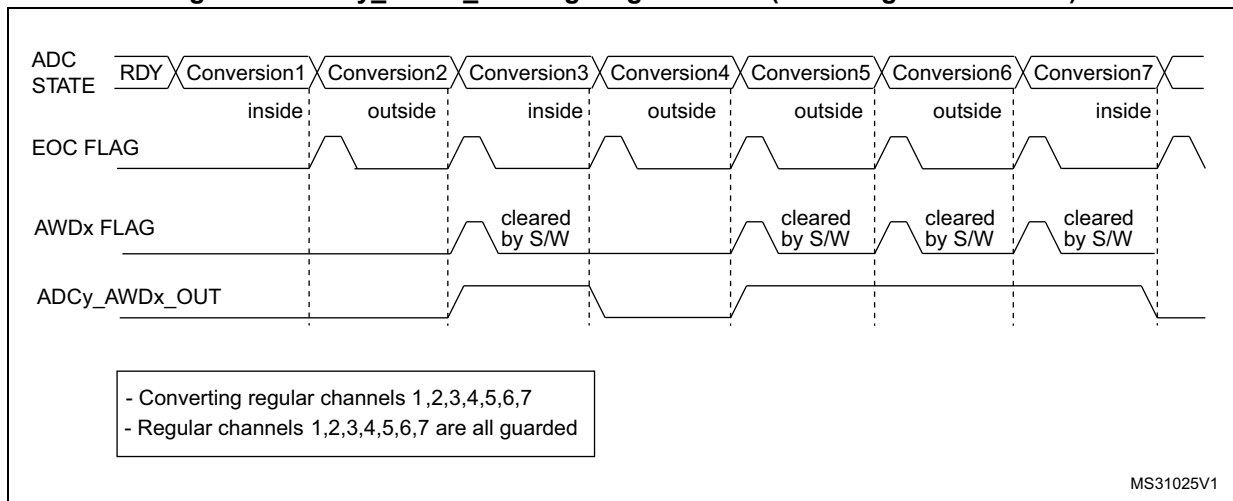 ADC
STATE
RDY Conversion1 Conversion2 Conversion3 Conversion4 Conversion5 Conversion6 Conversion7
inside outside inside outside outside outside inside
EOC FLAG
AWDx FLAG
cleared
by S/W
cleared
by S/W
cleared
by S/W
cleared
by S/W
ADCy_AWDx_OUT
- Converting regular channels 1,2,3,4,5,6,7
- Regular channels 1,2,3,4,5,6,7 are all guarded
MS31025V1